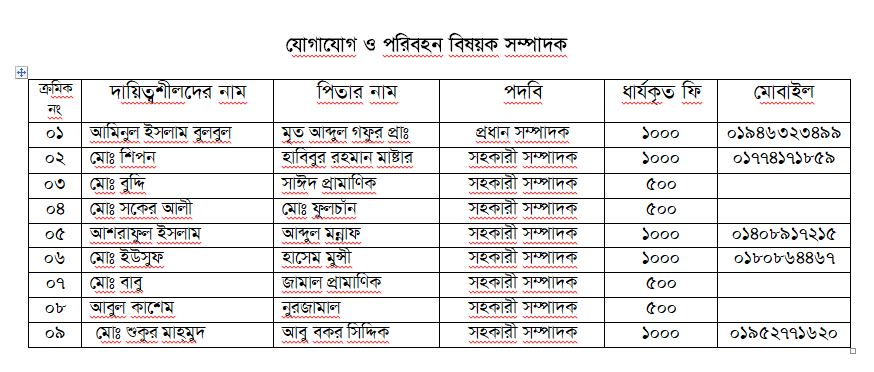 যোগাযোগ ও পরিবহন বিষয়ক সম্পাদক
ক্রমিক নং দায়িত্বশীলদের নাম পিতার নাম পদবি ধার্যকৃত ফি মোবাইল
০১ আমিনুল ইসলাম বুলবুল মৃত আব্দুল গফুর প্রাঃ প্রধান সম্পাদক ১০০০ ০১৯৪৬৩২৩৪৯৯
০২ মোঃ শিপন হাবিবুর রহমান মাষ্টার সহকারী সম্পাদক ১০০০ ০১৭৭৪১৭১৮৫৯
০৩ মোঃ বুদ্দি সাঈদ প্রামাণিক সহকারী সম্পাদক ৫০০
০৪ মোঃ সকের আলী মোঃ ফুলচাঁন সহকারী সম্পাদক ৫০০
০৫ আশরাফুল ইসলাম আব্দুল মন্নাফ সহকারী সম্পাদক ১০০০ ০১৪০৮৯১৭২১৫
০৬ মোঃ ইউসুফ হাসেম মুন্সী সহকারী সম্পাদক ১০০০ ০১৮০৮৬৪৪৬৭
০৭ মোঃ বাবু জামাল প্রামাণিক সহকারী সম্পাদক ৫০০
০৮ আবুল কাশেম নুরজামাল সহকারী সম্পাদক ৫০০
০৯ মোঃ শুকুর মাহ্মুদ আবু বকর সিদ্দিক সহকারী সম্পাদক ১০০০ ০১৯৫২৭৭১৬২০